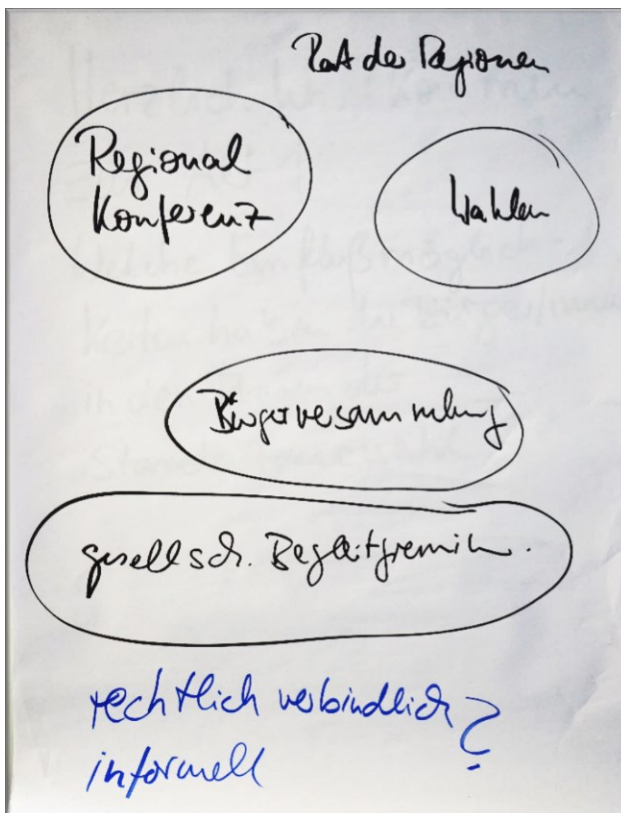 Rat der Regionen
Regional
Konferenz
Wahlen
Bürgerversammlung
gesellsch. Begleitgremium.
rechtlich verbindlich
informell ?